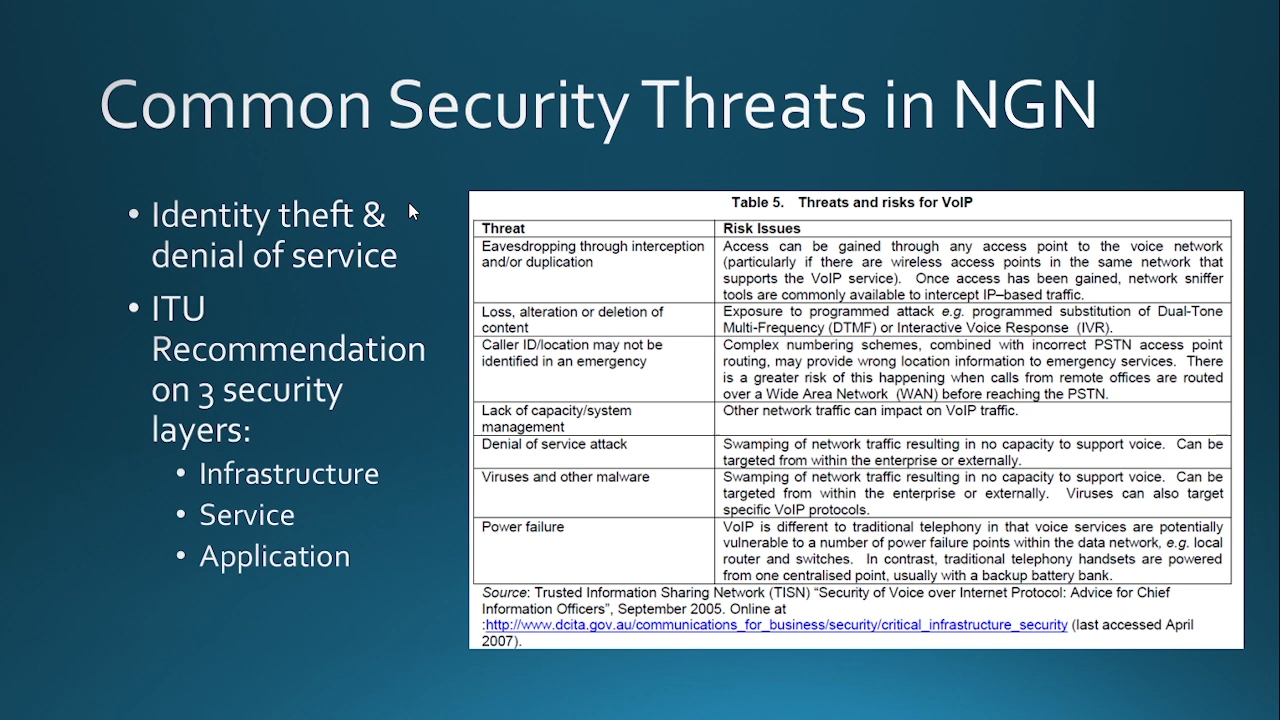 Common Security Threats in NGN
• Identity theft &
denial of service
• ITU
Recommendation
on 3 security
layers:
• Infrastructure
• Service
• Application
Table 5. Threats and risks for VoIP
Threat
Risk Issues
Eavesdropping through interception
and/or duplication
Access can be gained through any access point to the voice network
(particularly if there are wireless access points in the same network that
supports the VoIP service). Once access has been gained, network sniffer
tools are commonly available to intercept IP–based traffic.
Loss, alteration or deletion of
content
Exposure to programmed attack e.g. programmed substitution of Dual-Tone
Multi-Frequency (DTMF) or Interactive Voice Response (IVR).
Caller ID/location may not be
identified in an emergency
Complex numbering schemes, combined with incorrect PSTN access point
routing, may provide wrong location information to emergency services. There
is a greater risk of this happening when calls from remote offices are routed
over a Wide Area Network (WAN) before reaching the PSTN.
Lack of capacity/system
management
Other network traffic can impact on VoIP traffic.
Denial of service attack
Swamping of network traffic resulting in no capacity to support voice. Can be
targeted from within the enterprise or externally.
Viruses and other malware
Swamping of network traffic resulting in no capacity to support voice. Can be
targeted from within the enterprise or externally. Viruses can also target
specific VoIP protocols.
Power failure
VoIP is different to traditional telephony in that voice services are potentially
vulnerable to a number of power failure points within the data network, e.g. local
router and switches. In contrast, traditional telephony handsets are powered
from one centralised point, usually with a backup battery bank.
Source: Trusted Information Sharing Network (TISN) “Security of Voice over Internet Protocol: Advice for Chief
Information Officers”, September 2005. Online at
:http://www.dcita.gov.au/communications_for_business/security/critical_infrastructure_security (last accessed April
2007).